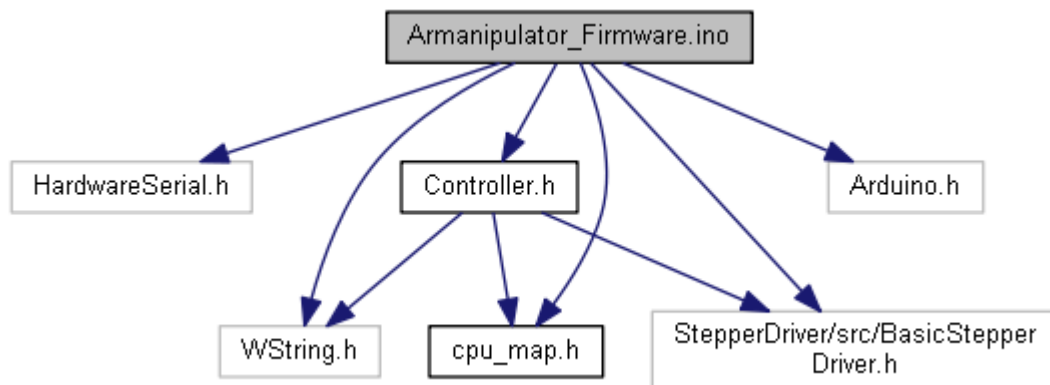 Armanipulator_Firmware.ino
HardwareSerial.h
Controller.h
Arduino.h
WString.h
cpu_map.h
StepperDriver/src/BasicStepper
Driver.h